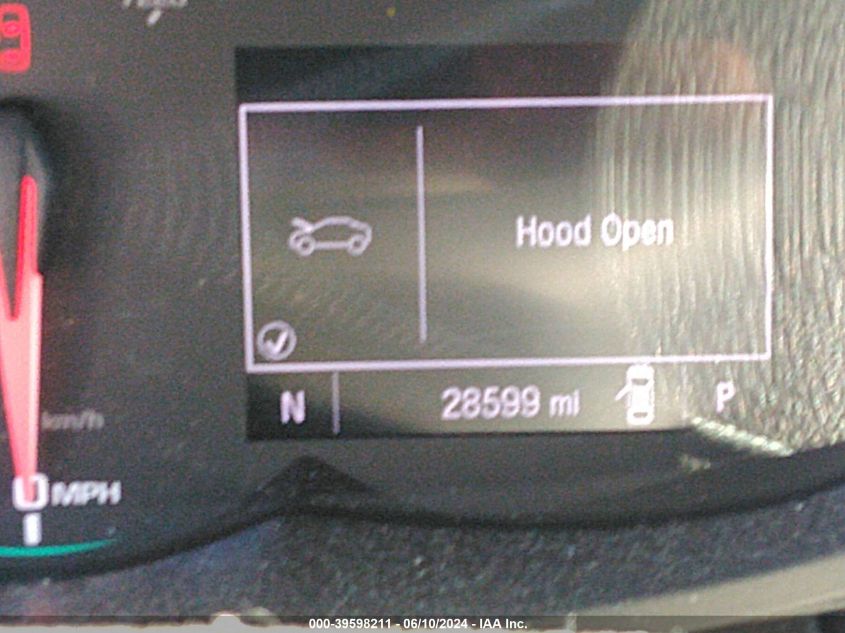 Hood Open
N 28599 mi P
km/h
0 MPH
000-39598211 - 06/10/2024 - IAA Inc.